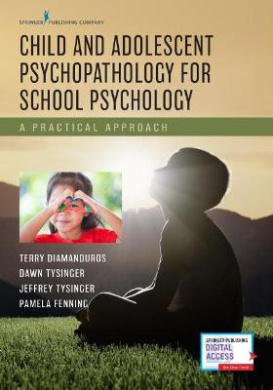 SPRINGER PUBLISHING COMPANY
CHILD AND ADOLESCENT
PSYCHOPATHOLOGY FOR
SCHOOL PSYCHOLOGY
A PRACTICAL APPROACH
TERRY DIAMANDUROS
DAWN TYSINGER
JEFFREY TYSINGER
PAMELA FENNING
SPRINGER PUBLISHING
DIGITAL
ACCESS